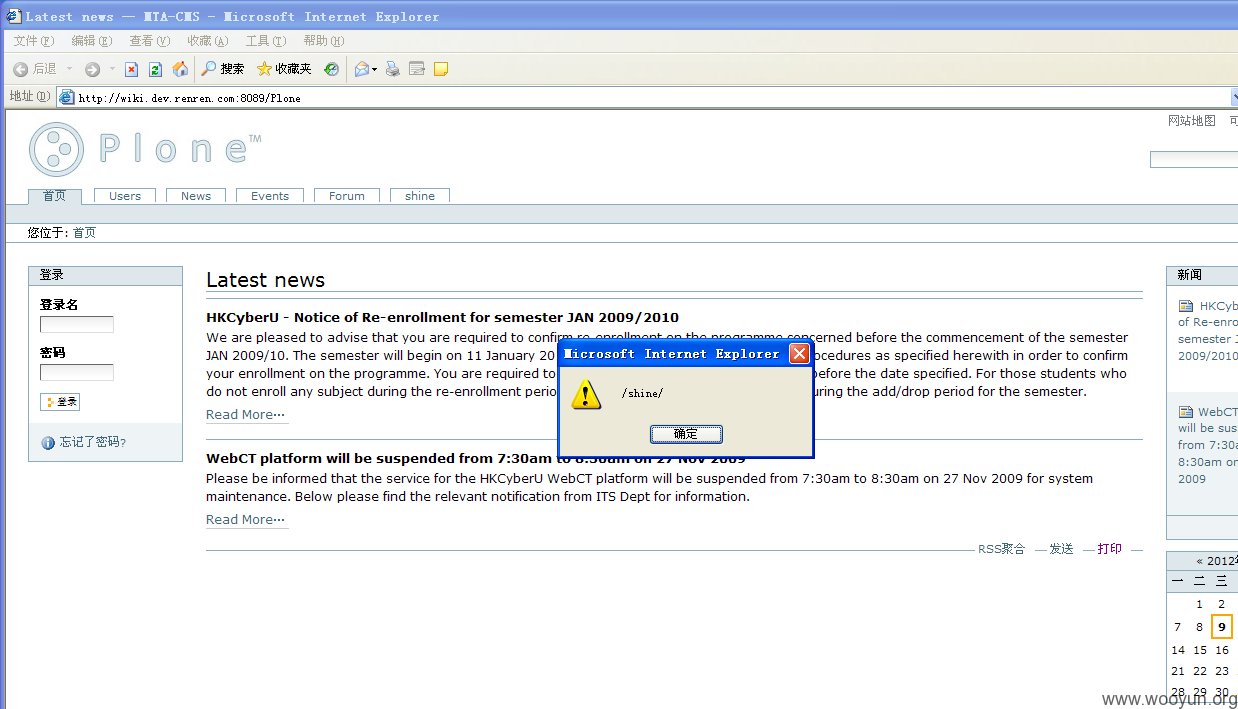 Latest news — MTA-CMS - Microsoft Internet Explorer
文件(F) 编辑(E) 查看(V) 收藏(A) 工具(T) 帮助(H)
后退 搜索 收藏夹
地址(D) http://wiki.dev.renren.com:8089/Plone
网站地图
Plone™
首页 Users News Events Forum shine
您位于: 首页
登录
登录名
密码
登录
忘记了密码?
Latest news
HKCyberU - Notice of Re-enrollment for semester JAN 2009/2010
We are pleased to advise that you are required to confirm re-enrollment on the programme concerned before the commencement of the semester
JAN 2009/10. The semester will begin on 11 January 20 ocedures as specified herewith in order to confirm
your enrollment on the programme. You are required to before the date specified. For those students who
do not enroll any subject during the re-enrollment perio uring the add/drop period for the semester.
Read More…
WebCT platform will be suspended from 7:30am to 8:30am on 27 Nov 2009
Please be informed that the service for the HKCyberU WebCT platform will be suspended from 7:30am to 8:30am on 27 Nov 2009 for system
maintenance. Below please find the relevant notification from ITS Dept for information.
Read More…
RSS聚合 — 发送 — 打印 —
Microsoft Internet Explorer
/shine/
确定
新闻
HKCyb
of Re-enro
semester J
2009/2010
WebCT
will be sus
from 7:30a
8:30am on
2009
« 2012
一 二 三
1 2
7 8 9
14 15 16
21 22 23
28 29 30
www.wooyun.org